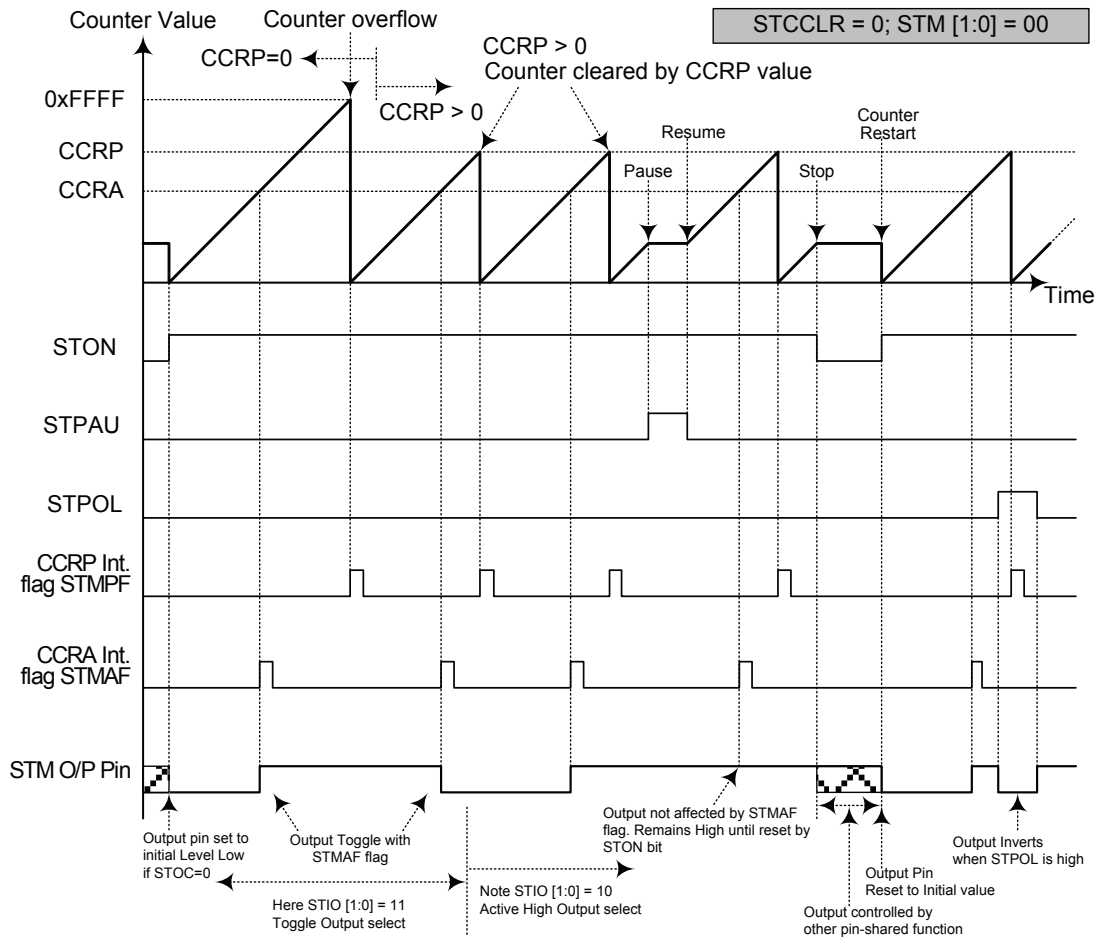 Counter Value
Counter overflow
STCCLR = 0; STM [1:0] = 00
CCRP=0
CCRP > 0
CCRP > 0
Counter cleared by CCRP value
0xFFFF
CCRP
CCRA
Pause
Resume
Stop
Counter
Restart
Time
STON
STPAU
STPOL
CCRP Int.
flag STMPF
CCRA Int.
flag STMAF
STM O/P Pin
Output pin set to
initial Level Low
if STOC=0
Output Toggle with
STMAF flag
Output not affected by STMAF
flag. Remains High until reset by
STON bit
Output Inverts
when STPOL is high
Output Pin
Reset to Initial value
Here STIO [1:0] = 11
Toggle Output select
Note STIO [1:0] = 10
Active High Output select
Output controlled by
other pin-shared function